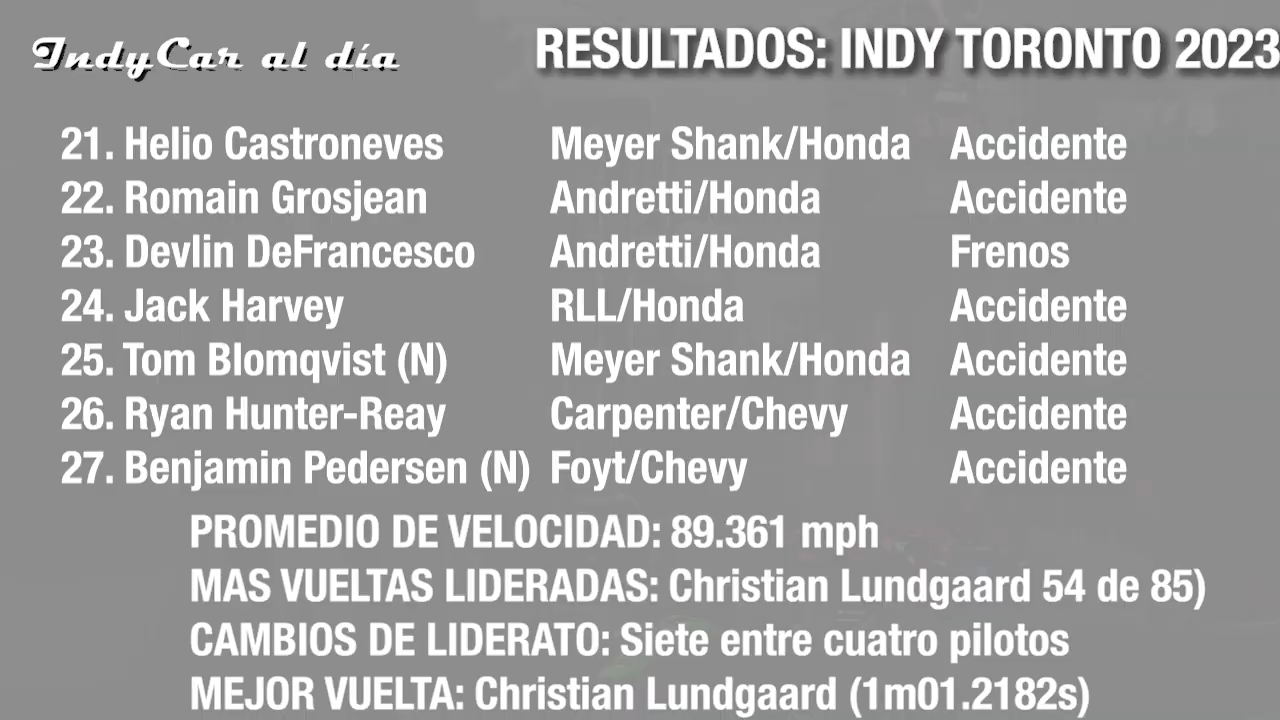 IndyCar al día
RESULTADOS: INDY TORONTO 2023
21. Helio Castroneves Meyer Shank/Honda Accidente
22. Romain Grosjean Andretti/Honda Accidente
23. Devlin DeFrancesco Andretti/Honda Frenos
24. Jack Harvey RLL/Honda Accidente
25. Tom Blomqvist (N) Meyer Shank/Honda Accidente
26. Ryan Hunter-Reay Carpenter/Chevy Accidente
27. Benjamin Pedersen (N) Foyt/Chevy Accidente
PROMEDIO DE VELOCIDAD: 89.361 mph
MAS VUELTAS LIDERADAS: Christian Lundgaard 54 de 85)
CAMBIOS DE LIDERATO: Siete entre cuatro pilotos
MEJOR VUELTA: Christian Lundgaard (1m01.2182s)